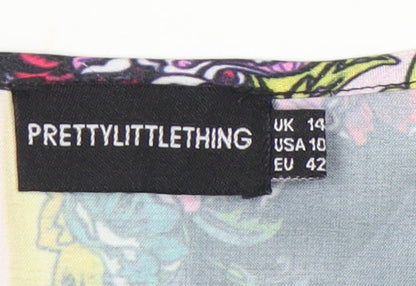 PRETTYLITTLETHING
UK 14
USA 10
EU 42